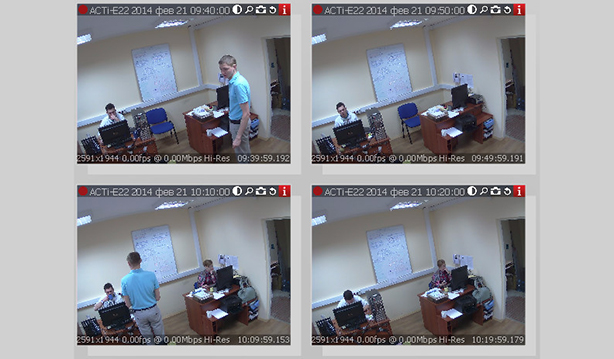 ACTi-E22 2014 фев 21 09:40:00
2591x1944 0.00fps @ 0.00Mbps Hi-Res 09:39:59.192
ACTi-E22 2014 фев 21 09:50:00
2591x1944 0.00fps @ 0.00Mbps Hi-Res 09:49:59.191
ACTi-E22 2014 фев 21 10:10:00
2591x1944 0.00fps @ 0.00Mbps Hi-Res 10:09:59.153
ACTi-E22 2014 фев 21 10:20:00
2591x1944 0.00fps @ 0.00Mbps Hi-Res 10:19:59.179